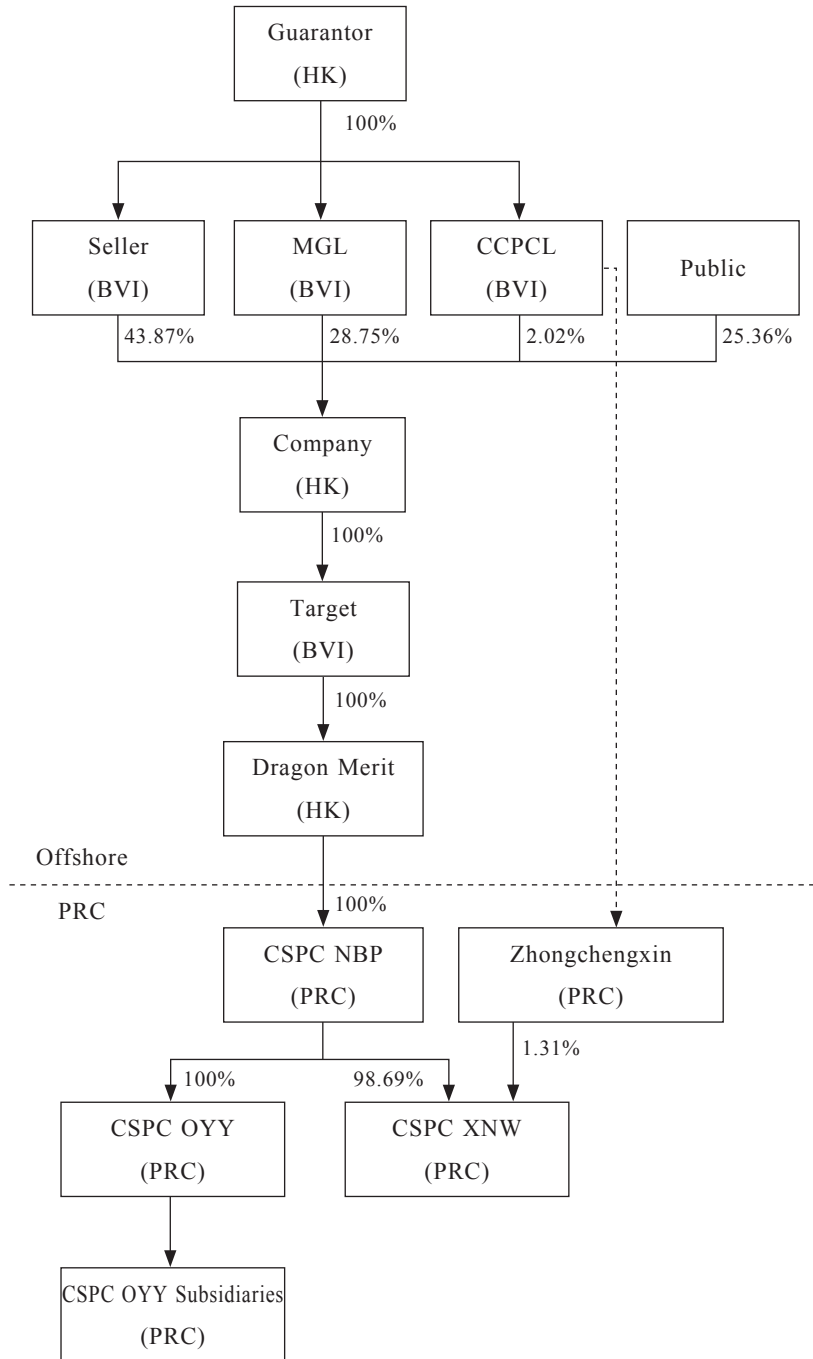 Guarantor
(HK)
100%
Seller
(BVI)
MGL
(BVI)
CCPCL
(BVI)
Public
43.87%
28.75%
2.02%
25.36%
Company
(HK)
100%
Target
(BVI)
100%
Dragon Merit
(HK)
Offshore
PRC
100%
CSPC NBP
(PRC)
Zhongchengxin
(PRC)
1.31%
100%
98.69%
CSPC OYY
(PRC)
CSPC XNW
(PRC)
CSPC OYY Subsidiaries
(PRC)